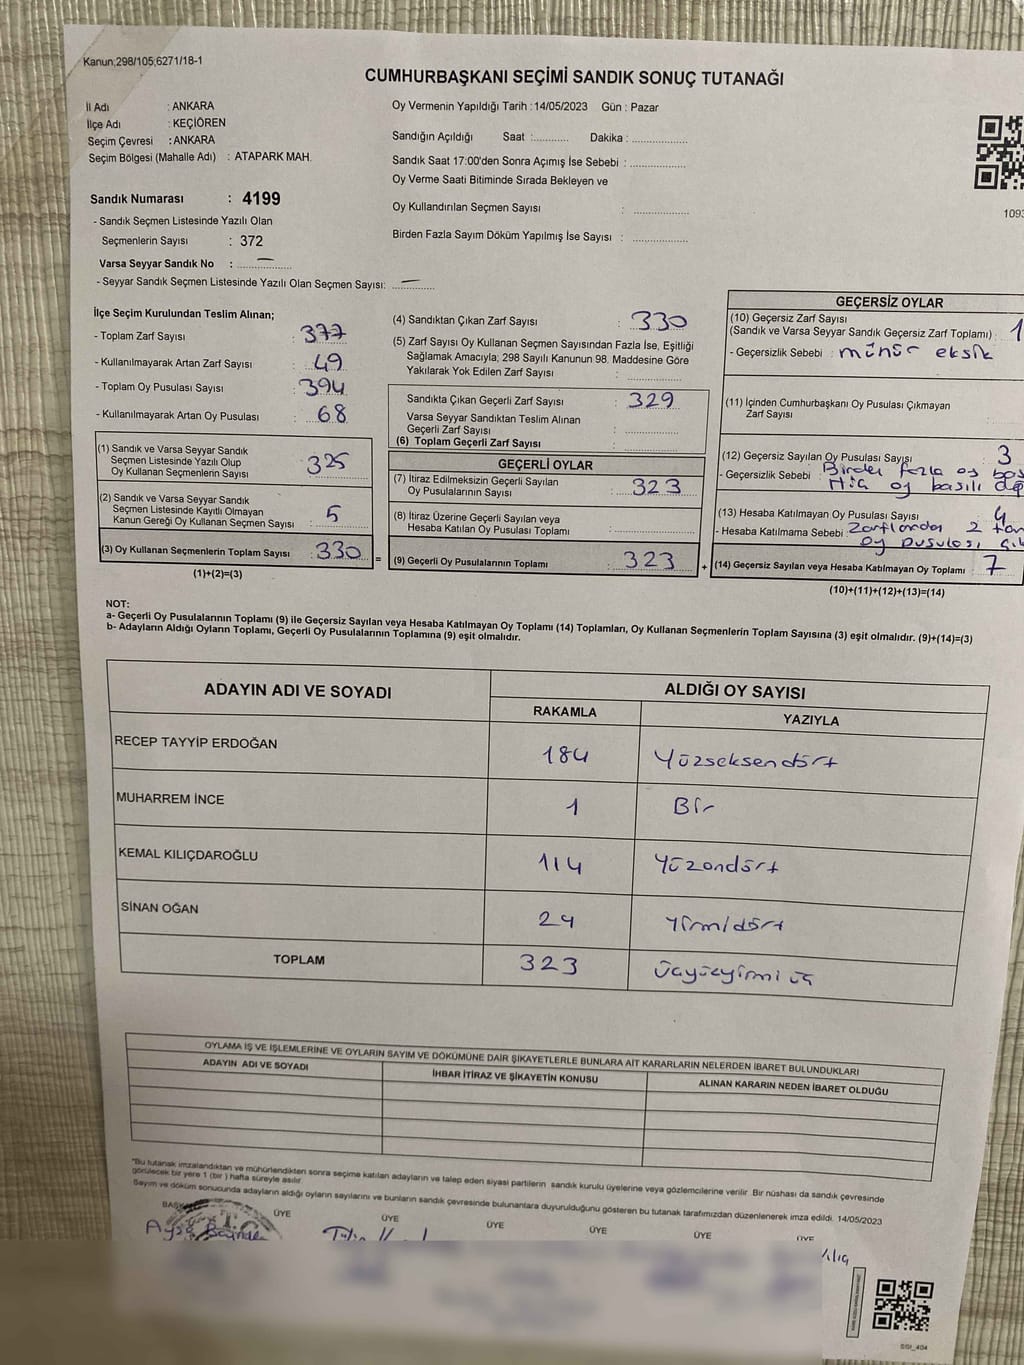 Kanun;298/105;6271/18-1
CUMHURBAŞKANI SEÇİMİ SANDIK SONUÇ TUTANAĞI
İl Adı : ANKARA
İlçe Adı : KEÇİÖREN
Seçim Çevresi : ANKARA
Seçim Bölgesi (Mahalle Adı) : ATAPARK MAH.
Oy Vermenin Yapıldığı Tarih : 14/05/2023 Gün : Pazar
Sandığın Açıldığı Saat :........... Dakika : .................
Sandık Saat 17:00'den Sonra Açımış İse Sebebi : .................
Oy Verme Saati Bitiminde Sırada Bekleyen ve
Oy Kullandırılan Seçmen Sayısı : .................
Birden Fazla Sayım Döküm Yapılmış İse Sayısı : .................
1093
Sandık Numarası : 4199
- Sandık Seçmen Listesinde Yazılı Olan
Seçmenlerin Sayısı : 372
Varsa Seyyar Sandık No : —
- Seyyar Sandık Seçmen Listesinde Yazılı Olan Seçmen Sayısı: —
İlçe Seçim Kurulundan Teslim Alınan;
- Toplam Zarf Sayısı : 377
- Kullanılmayarak Artan Zarf Sayısı : 49
- Toplam Oy Pusulası Sayısı : 394
- Kullanılmayarak Artan Oy Pusulası : 68
(1) Sandık ve Varsa Seyyar Sandık
Seçmen Listesinde Yazılı Olup
Oy Kullanan Seçmenlerin Sayısı : 325
(2) Sandık ve Varsa Seyyar Sandık
Seçmen Listesinde Kayıtlı Olmayan
Kanun Gereği Oy Kullanan Seçmen Sayısı : 5
(3) Oy Kullanan Seçmenlerin Toplam Sayısı : 330
(1)+(2)=(3)
(4) Sandıktan Çıkan Zarf Sayısı : 330
(5) Zarf Sayısı Oy Kullanan Seçmen Sayısından Fazla İse, Eşitliği
Sağlamak Amacıyla; 298 Sayılı Kanunun 98. Maddesine Göre
Yakılarak Yok Edilen Zarf Sayısı :
Sandıkta Çıkan Geçerli Zarf Sayısı : 329
Varsa Seyyar Sandıktan Teslim Alınan
Geçerli Zarf Sayısı :
(6) Toplam Geçerli Zarf Sayısı :
GEÇERLİ OYLAR
(7) İtiraz Edilmeksizin Geçerli Sayılan
Oy Pusulalarının Sayısı : 323
(8) İtiraz Üzerine Geçerli Sayılan veya
Hesaba Katılan Oy Pusulası Toplamı :
= (9) Geçerli Oy Pusulalarının Toplamı : 323 +
GEÇERSİZ OYLAR
(10) Geçersiz Zarf Sayısı
(Sandık ve Varsa Seyyar Sandık Geçersiz Zarf Toplamı) : 1
- Geçersizlik Sebebi : mühür eksik
(11) İçinden Cumhurbaşkanı Oy Pusulası Çıkmayan
Zarf Sayısı
(12) Geçersiz Sayılan Oy Pusulası Sayısı : 3
- Geçersizlik Sebebi : Birden fazla oy
Hiç oy basılı
(13) Hesaba Katılmayan Oy Pusulası Sayısı : 4
- Hesaba Katılmama Sebebi : Zarflardan 2
oy pusulası
(14) Geçersiz Sayılan veya Hesaba Katılmayan Oy Toplamı : 7
(10)+(11)+(12)+(13)=(14)
NOT:
a- Geçerli Oy Pusulalarının Toplamı (9) ile Geçersiz Sayılan veya Hesaba Katılmayan Oy Toplamı (14) Toplamları, Oy Kullanan Seçmenlerin Toplam Sayısına (3) eşit olmalıdır. (9)+(14)=(3)
b- Adayların Aldığı Oyların Toplamı, Geçerli Oy Pusulalarının Toplamına (9) eşit olmalıdır.
ADAYIN ADI VE SOYADI ALDIĞI OY SAYISI
RAKAMLA YAZIYLA
RECEP TAYYİP ERDOĞAN 184 Yüzseksendört
MUHARREM İNCE 1 Bir
KEMAL KILIÇDAROĞLU 114 Yüzondört
SİNAN OĞAN 24 Yirmidört
TOPLAM 323 Üçyüzyirmiüç
OYLAMA İŞ VE İŞLEMLERİNE VE OYLARIN SAYIM VE DÖKÜMÜNE DAİR ŞİKAYETLERLE BUNLARA AİT KARARLARIN NELERDEN İBARET BULUNDUKLARI
ADAYIN ADI VE SOYADI İHBAR İTİRAZ VE ŞİKAYETİN KONUSU ALINAN KARARIN NEDEN İBARET OLDUĞU
"Bu tutanak imzalandıktan ve mühürlendikten sonra seçime katılan adayların ve talep eden siyasi partilerin sandık kurulu üyelerine veya gözlemcilerine verilir. Bir nüshası da sandık çevresinde
görülecek bir yere 1 (bir) hafta süreyle asılır.
Sayım ve döküm sonucunda adayların aldığı oyların sayılarını ve bunların sandık çevresinde bulunanlara duyurulduğunu gösteren bu tutanak tarafımızdan düzenlenerek imza edildi. 14/05/2023
ÜYE ÜYE ÜYE ÜYE ÜYE ÜYE